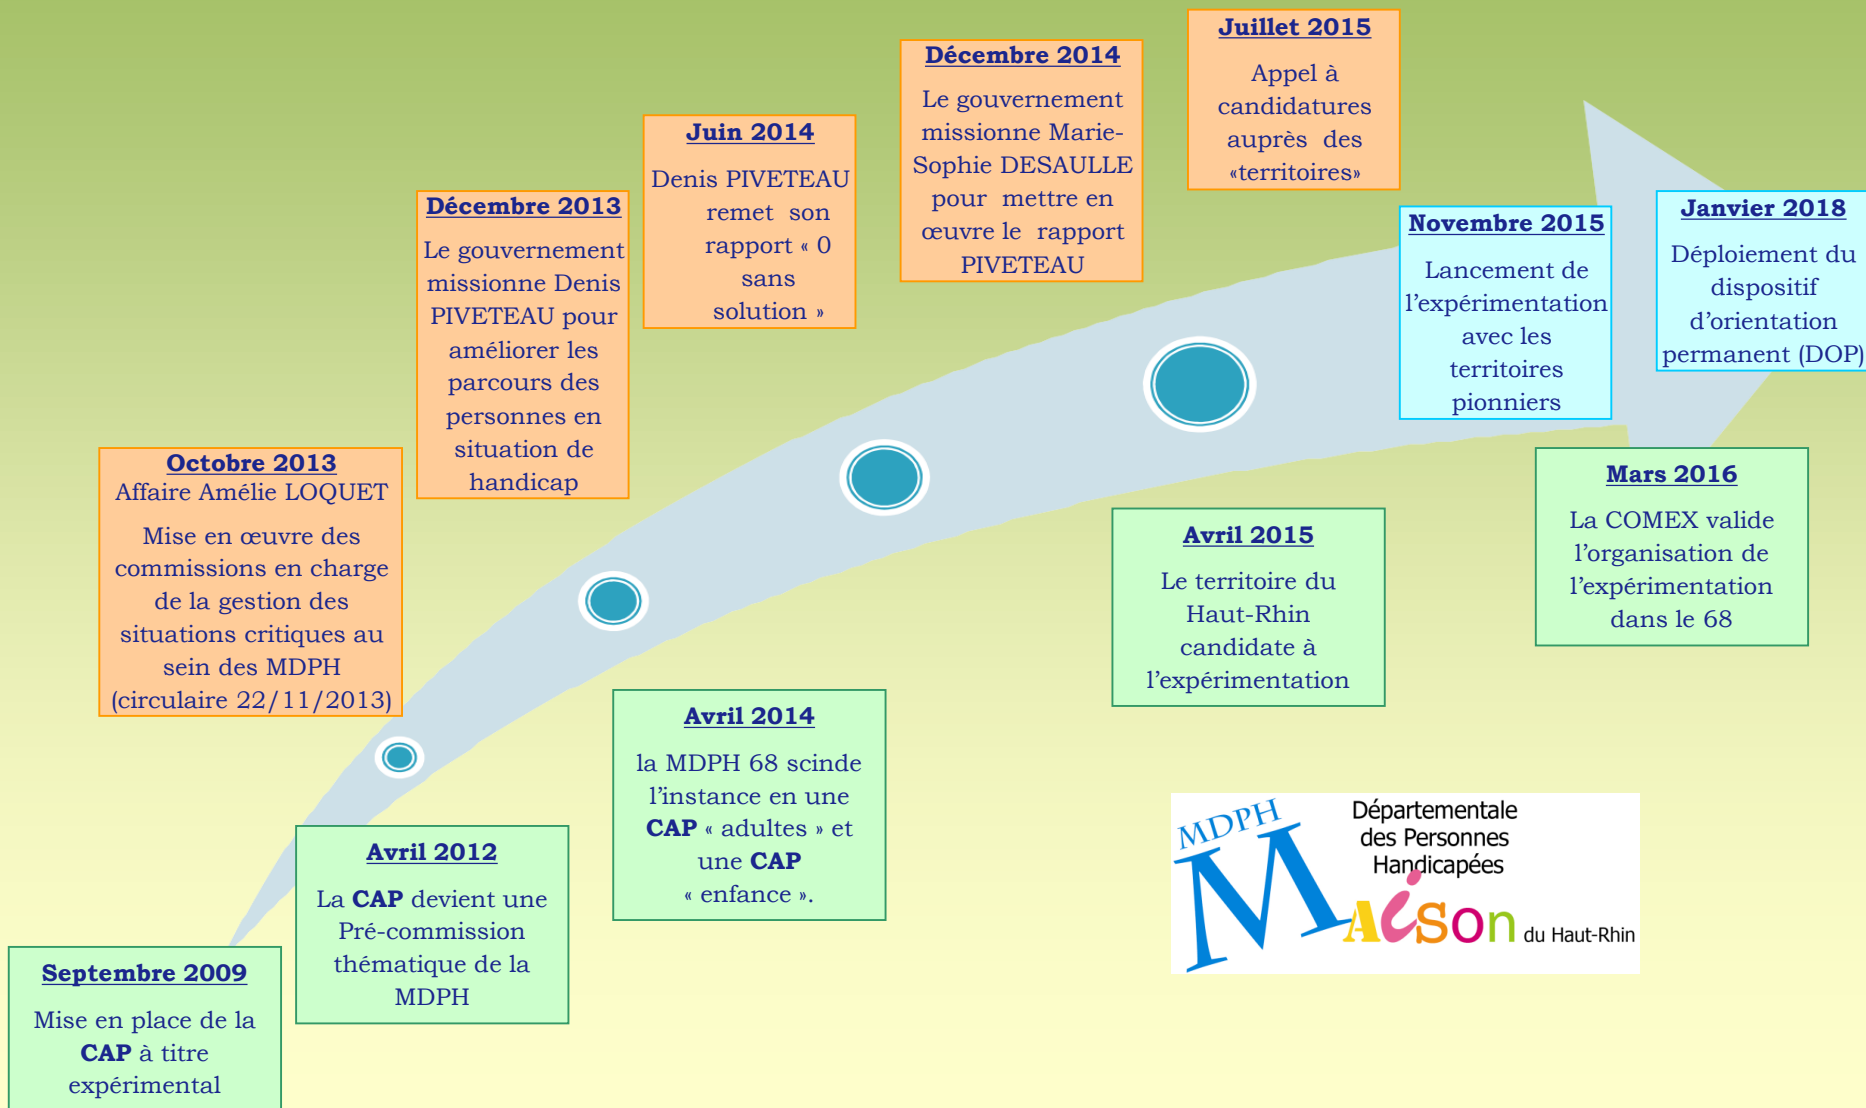 Septembre 2009
Mise en place de la
CAP à titre
expérimental
Avril 2012
La CAP devient une
Pré-commission
thématique de la
MDPH
Octobre 2013
Affaire Amélie LOQUET
Mise en œuvre des
commissions en charge
de la gestion des
situations critiques au
sein des MDPH
(circulaire 22/11/2013)
Décembre 2013
Le gouvernement
missionne Denis
PIVETEAU pour
améliorer les
parcours des
personnes en
situation de
handicap
Avril 2014
la MDPH 68 scinde
l’instance en une
CAP « adultes » et
une CAP
« enfance ».
Juin 2014
Denis PIVETEAU
remet son
rapport « 0
sans
solution »
Décembre 2014
Le gouvernement
missionne Marie-
Sophie DESAULLE
pour mettre en
œuvre le rapport
PIVETEAU
Avril 2015
Le territoire du
Haut-Rhin
candidate à
l’expérimentation
Juillet 2015
Appel à
candidatures
auprès des
«territoires»
Novembre 2015
Lancement de
l’expérimentation
avec les
territoires
pionniers
Mars 2016
La COMEX valide
l’organisation de
l’expérimentation
dans le 68
Janvier 2018
Déploiement du
dispositif
d’orientation
permanent (DOP)
MDPH
Maison
Départementale
des Personnes
Handicapées
du Haut-Rhin